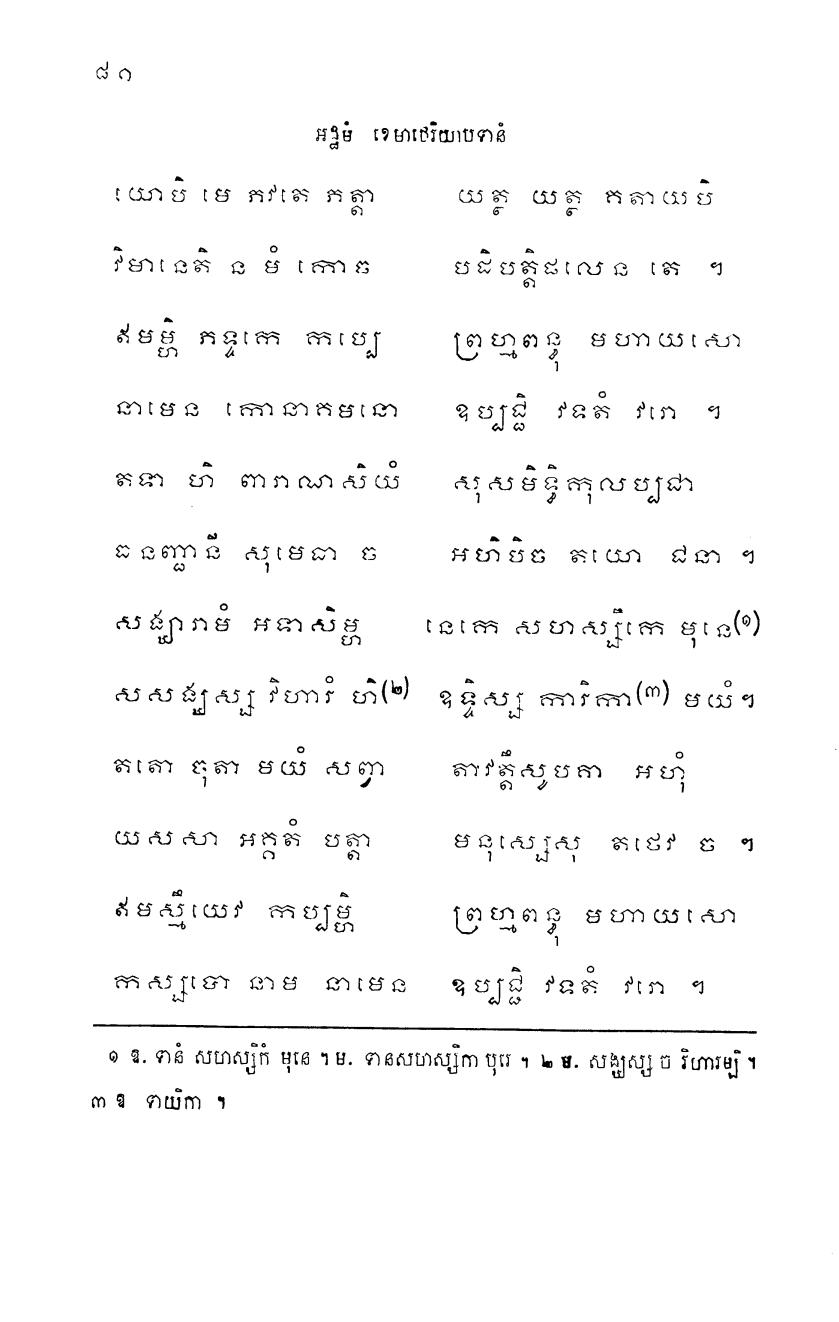 ៨១
អដ្ឋមំ ខេមាថេរិយាបទានំ
យោបិ មេ ភវតេ ភត្តា យត្ថ យត្ថ គតាយបិ
វិមានេតិ ន មំ កោច បដិបត្តិផលេន តេ ។
ឥមម្ហិ ភទ្ទកេ កប្បេ ព្រហ្មពន្ធុ មហាយសោ
នាមេន កោនាគមនោ ឧប្បជ្ជិ វទតំ វរោ ។
តទា ហិ ពារាណសិយំ សុសមិទ្ធិកុលប្បជា
ធនញ្ជានី សុមេធា ច អហំបិច តយោ ជនា ។
សង្ឃារាមំ អទាសិម្ហ នេកេ សហស្សិកេ មុនេ(១)
សសង្ឃស្ស វិហារំ ហិ(២) ឧទ្ទិស្ស ការិកា(៣) មយំ។
តតោ ចុតា មយំ សព្វា តាវត្តឹសូបគា អហុំ
យសសា អគ្គតំ បត្តា មនុស្សេសុ តថេវ ច ។
ឥមស្មឹយេវ កប្បម្ហិ ព្រហ្មពន្ធុ មហាយសោ
កស្សបោ នាម នាមេន ឧប្បជ្ជិ វទតំ វរោ ។
១ ឱ. ទានំ សហស្សិកំ មុនេ ។ ម. ទានសហស្សិកា បុរេ ។ ២ ម. សង្ឃស្ស ច វិហារម្បិ ។
៣ ឱ ទាយិកា ។